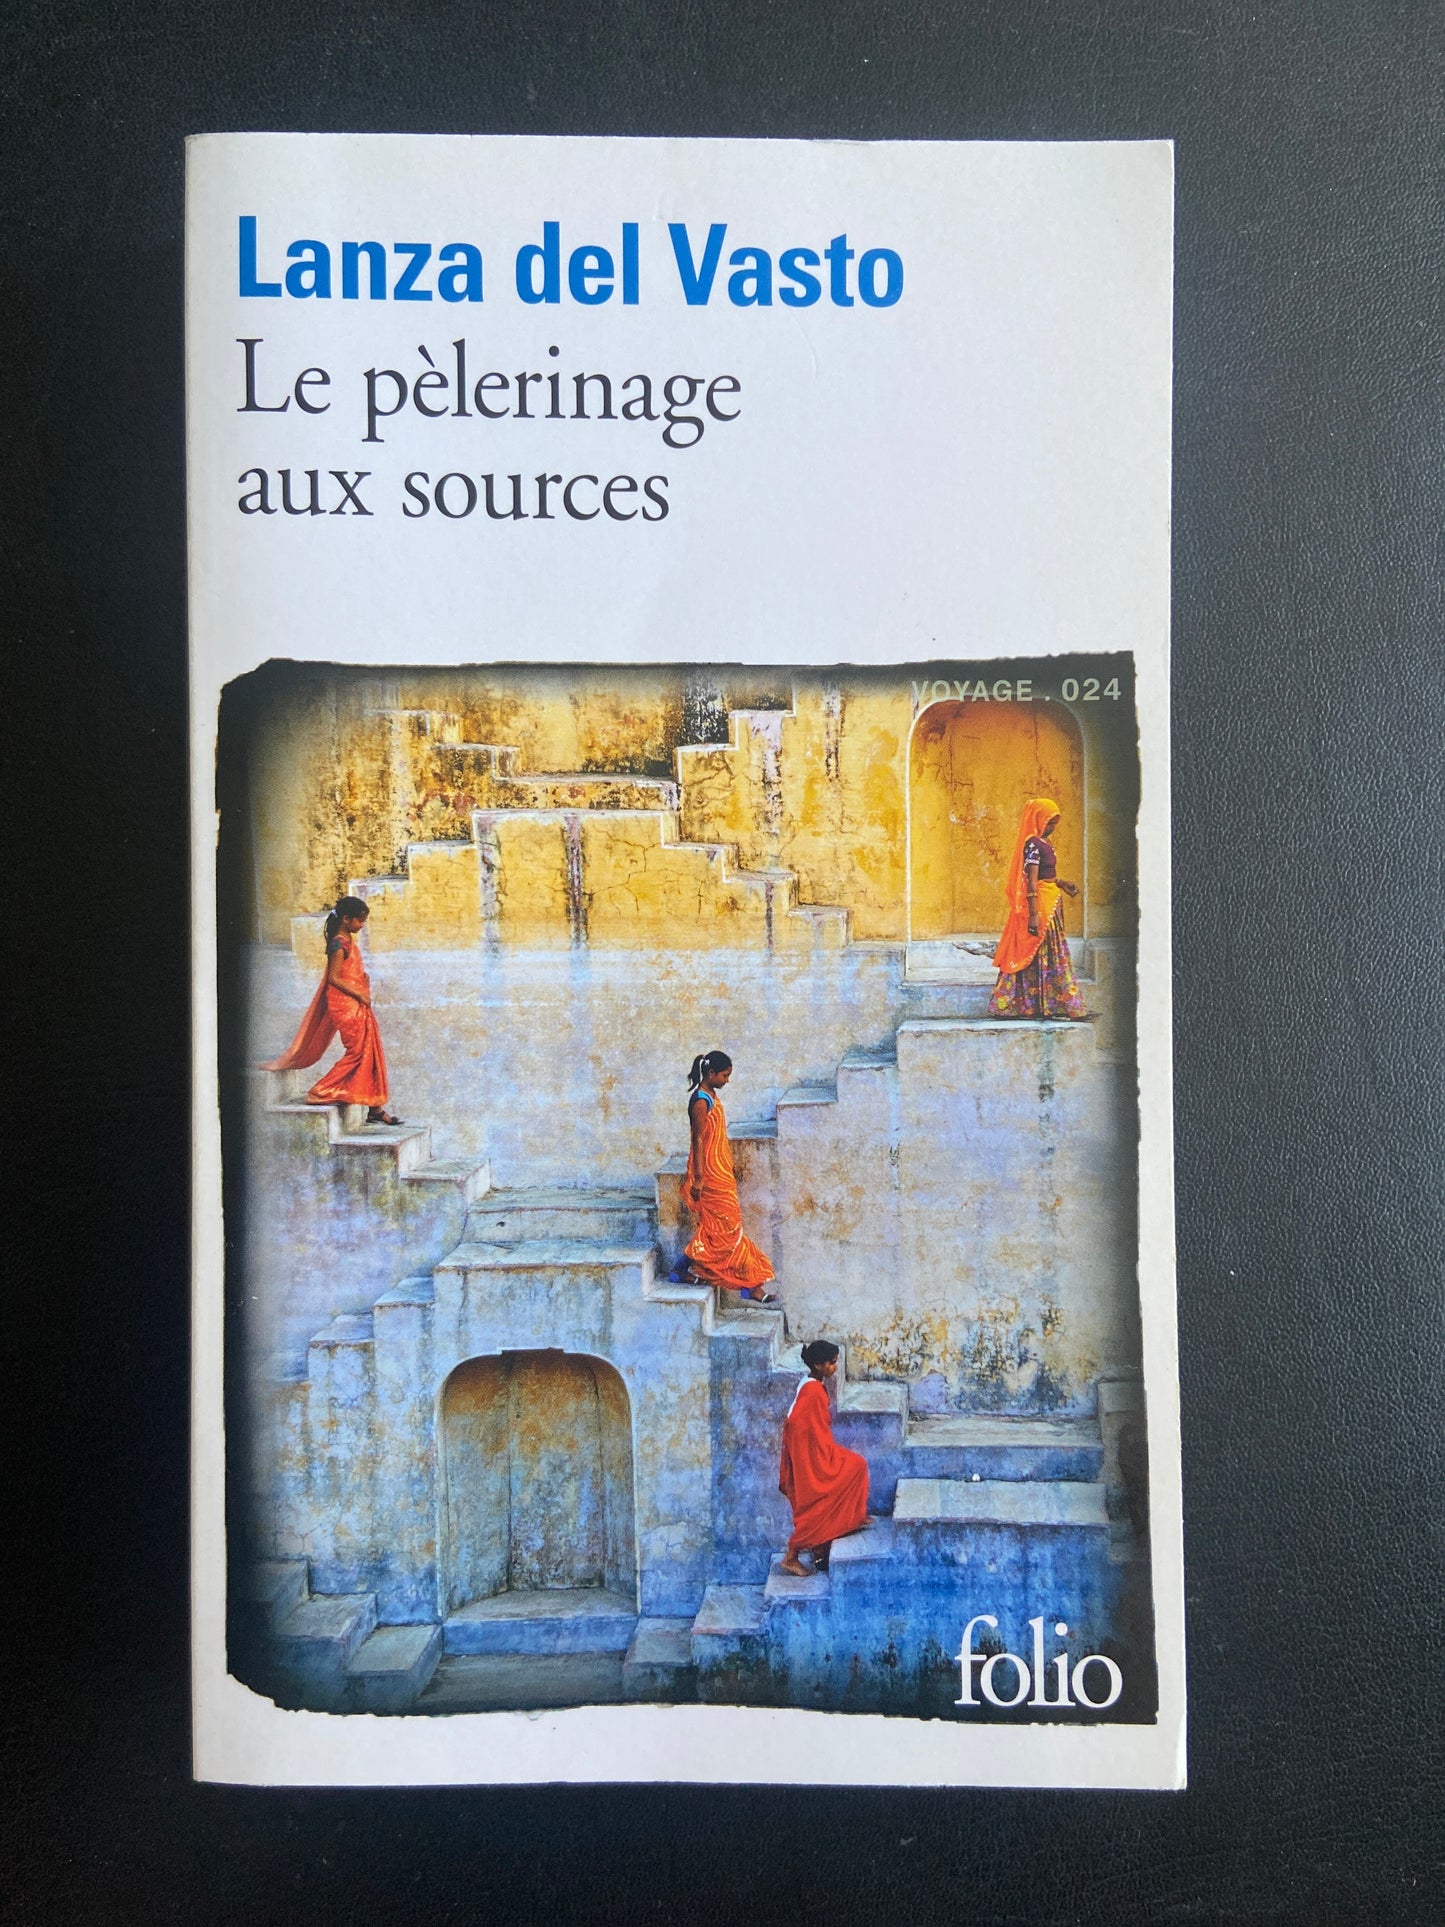 Lanza del Vasto
Le pèlerinage
aux sources
VOYAGE . 024
folio